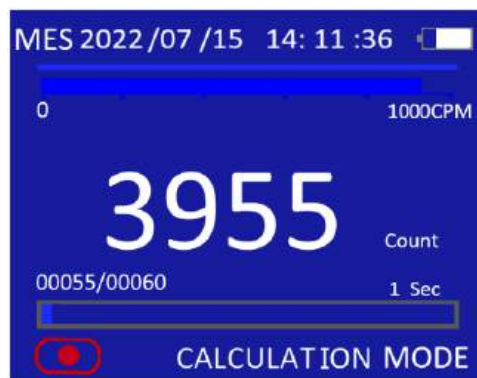 MES 2022/07/15 14:11:36
0 1000CPM
3955 Count
00055/00060 1 Sec
CALCULATION MODE